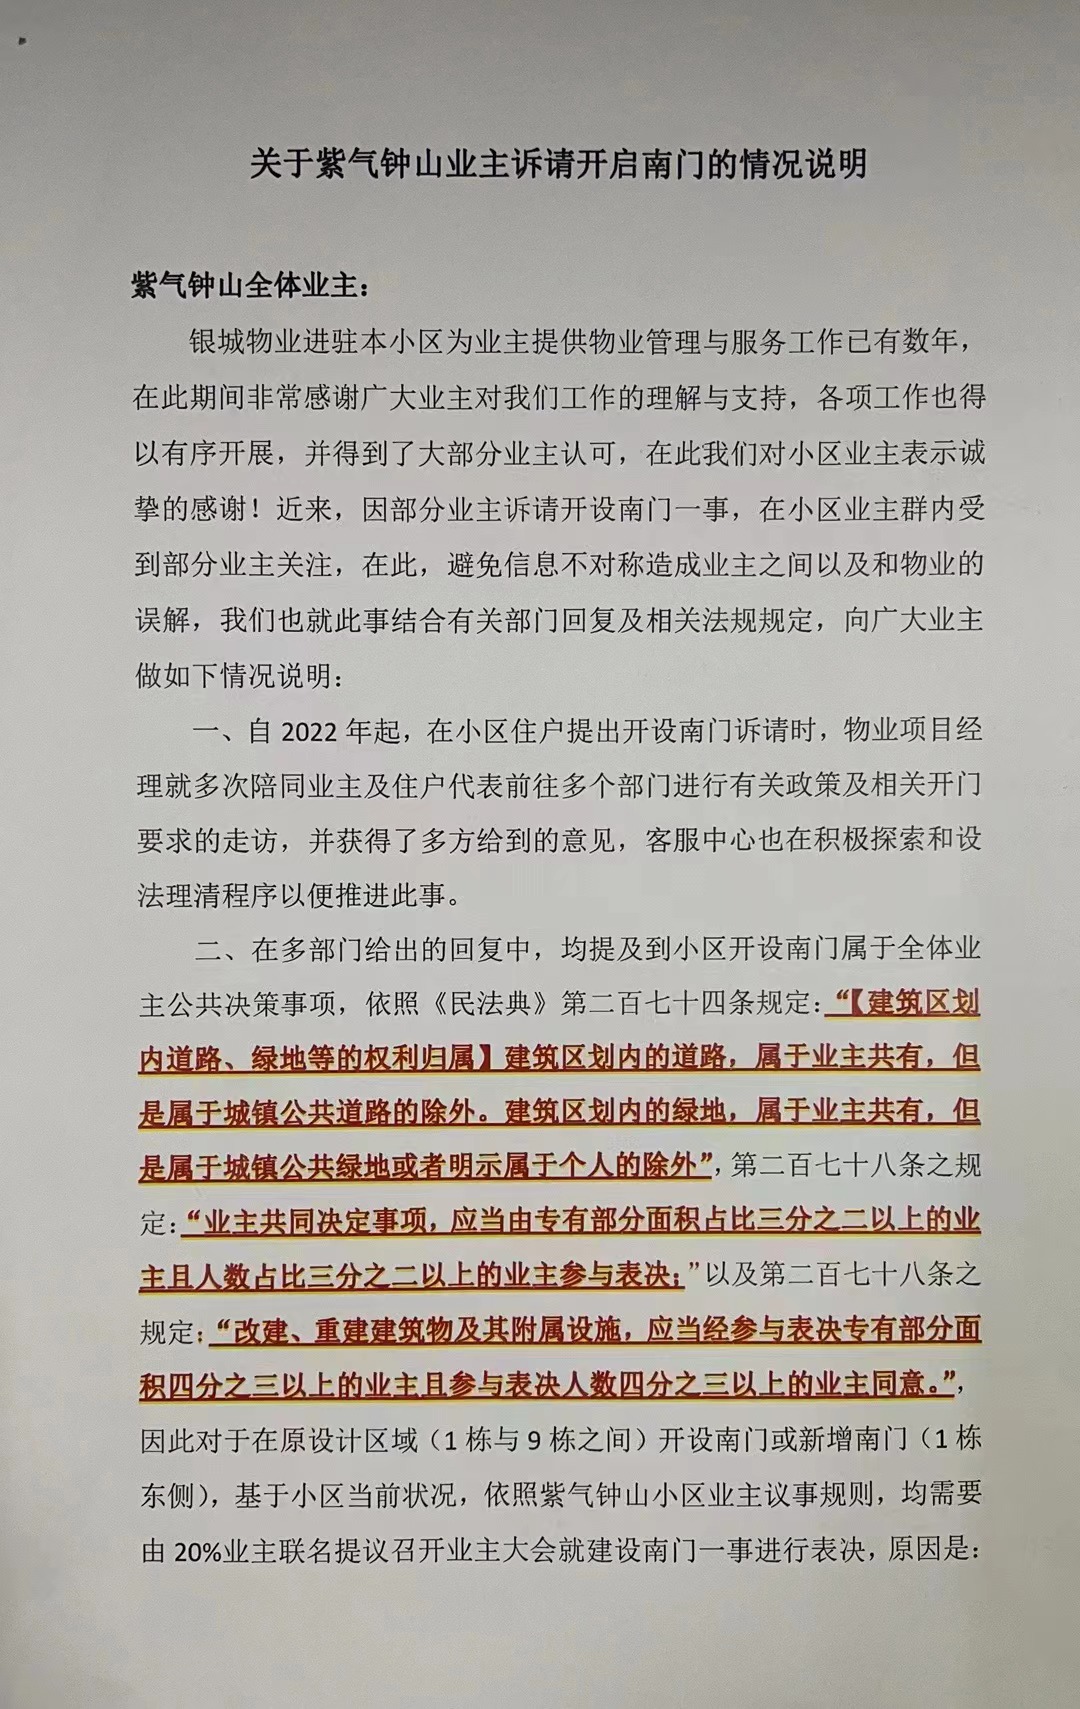 关于紫气钟山业主诉请开启南门的情况说明
紫气钟山全体业主：
银城物业进驻本小区为业主提供物业管理与服务工作已有数年，
在此期间非常感谢广大业主对我们工作的理解与支持，各项工作也得
以有序开展，并得到了大部分业主认可，在此我们对小区业主表示诚
挚的感谢！近来，因部分业主诉请开设南门一事，在小区业主群内受
到部分业主关注，在此，避免信息不对称造成业主之间以及和物业的
误解，我们也就此事结合有关部门回复及相关法规规定，向广大业主
做如下情况说明：
一、自 2022 年起，在小区住户提出开设南门诉请时，物业项目经
理就多次陪同业主及住户代表前往多个部门进行有关政策及相关开门
要求的走访，并获得了多方给到的意见，客服中心也在积极探索和设
法理清程序以便推进此事。
二、在多部门给出的回复中，均提及到小区开设南门属于全体业
主公共决策事项，依照《民法典》第二百七十四条规定：“【建筑区划
内道路、绿地等的权利归属】建筑区划内的道路，属于业主共有，但
是属于城镇公共道路的除外。建筑区划内的绿地，属于业主共有，但
是属于城镇公共绿地或者明示属于个人的除外”，第二百七十八条之规
定：“业主共同决定事项，应当由专有部分面积占比三分之二以上的业
主且人数占比三分之二以上的业主参与表决；”以及第二百七十八条之
规定：“改建、重建建筑物及其附属设施，应当经参与表决专有部分面
积四分之三以上的业主且参与表决人数四分之三以上的业主同意。”，
因此对于在原设计区域（1 栋与 9 栋之间）开设南门或新增南门（1 栋
东侧），基于小区当前状况，依照紫气钟山小区业主议事规则，均需要
由 20%业主联名提议召开业主大会就建设南门一事进行表决，原因是：